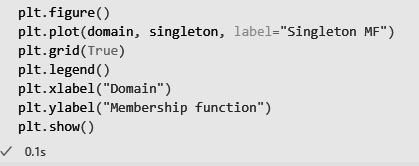 plt.figure()
plt.plot(domain, singleton, label="Singleton MF")
plt.grid(True)
plt.legend()
plt.xlabel("Domain")
plt.ylabel("Membership function")
plt.show()
✓ 0.1s